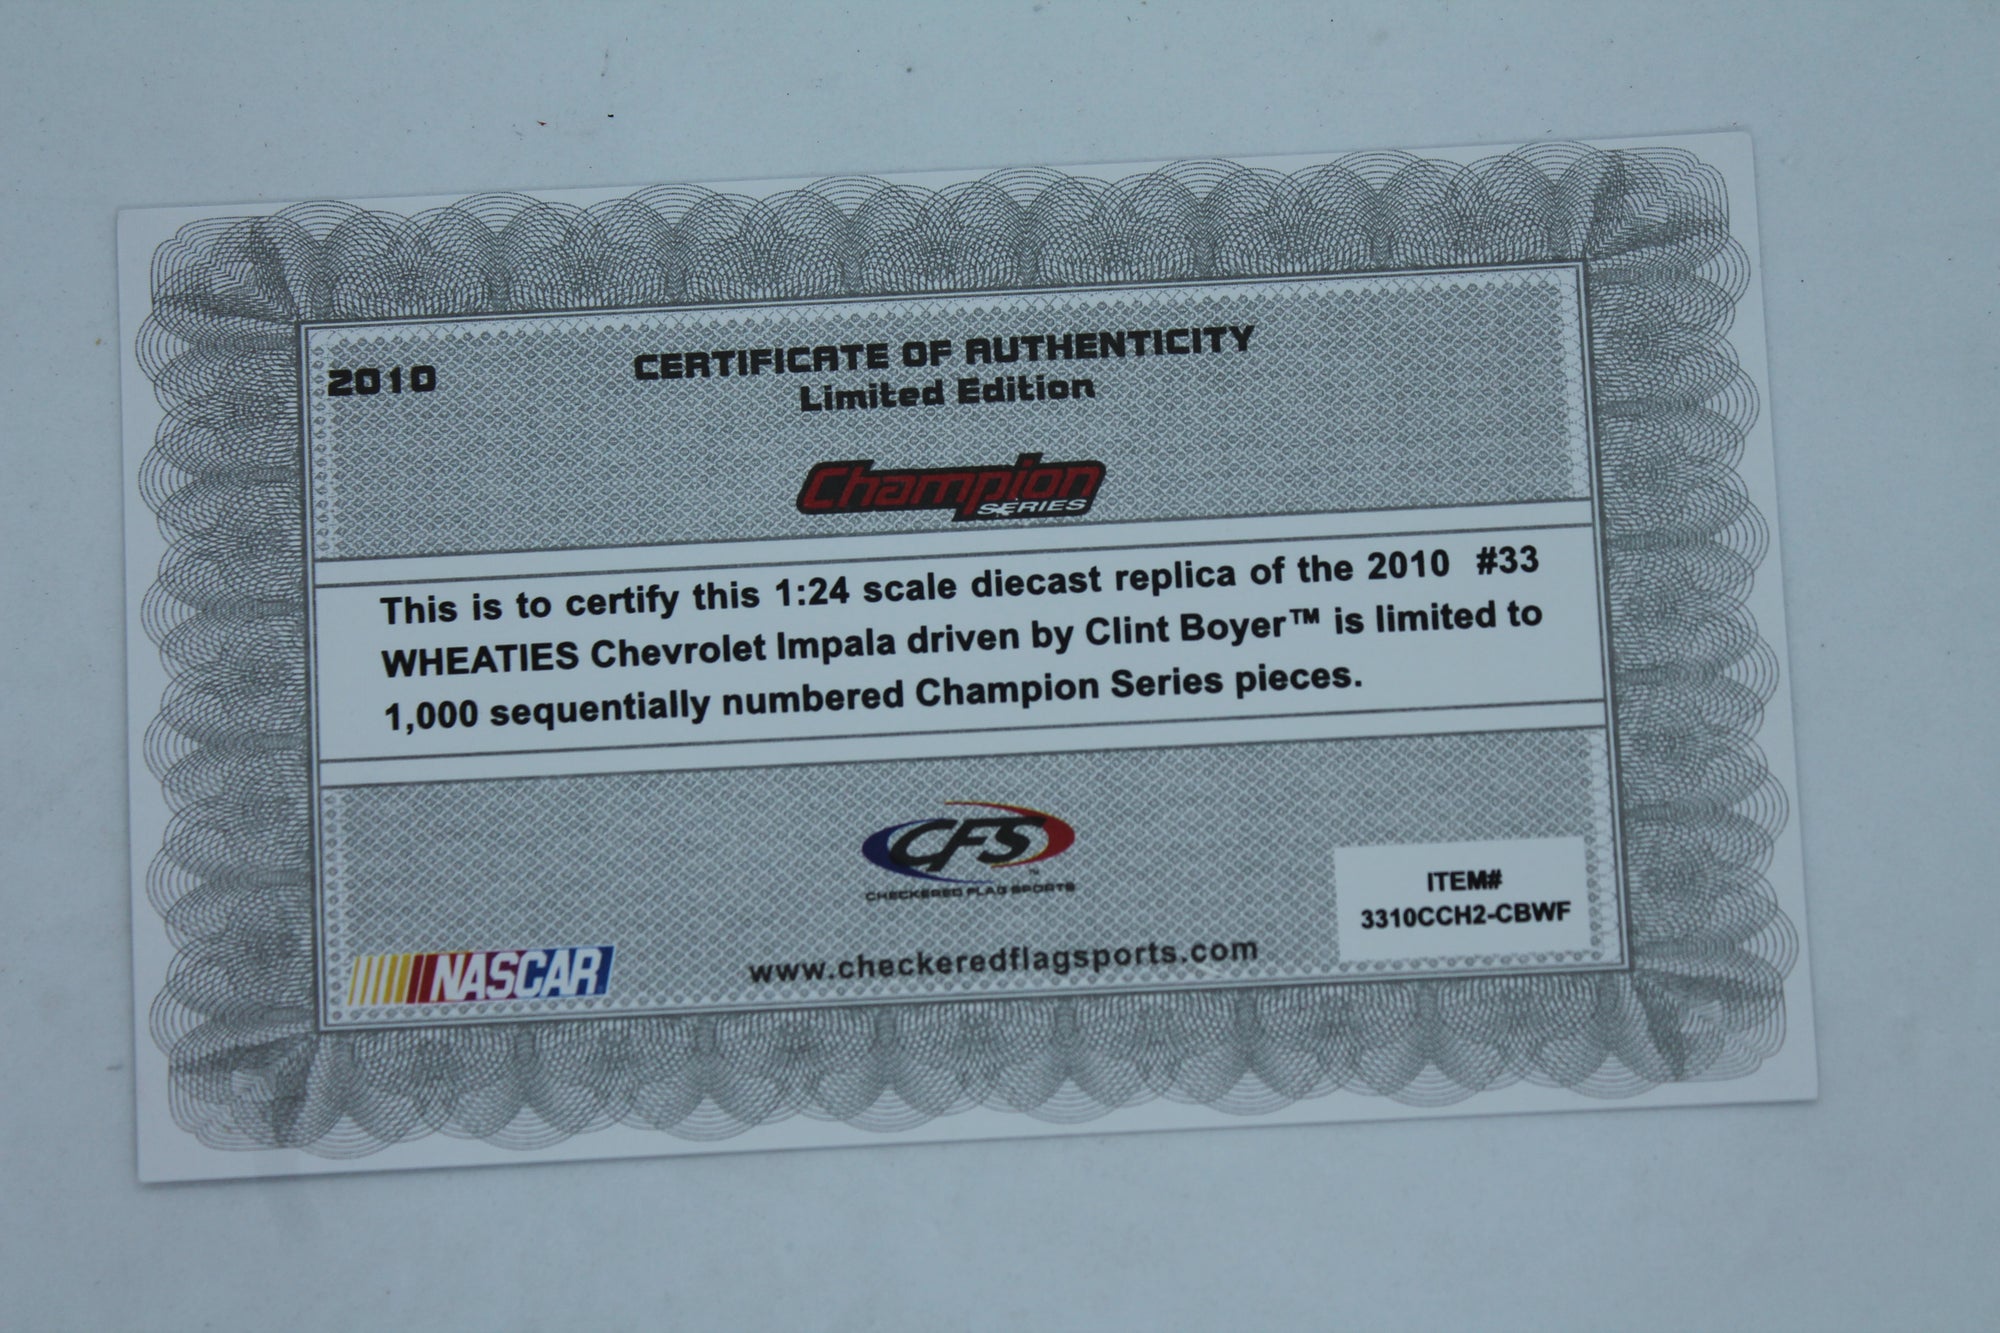 2010
CERTIFICATE OF AUTHENTICITY
Limited Edition
Champion
SERIES
This is to certify this 1:24 scale diecast replica of the 2010 #33
WHEATIES Chevrolet Impala driven by Clint Boyer™ is limited to
1,000 sequentially numbered Champion Series pieces.
CFS™
CHECKERED FLAG SPORTS
ITEM#
3310CCH2-CBWF
NASCAR
www.checkeredflagsports.com